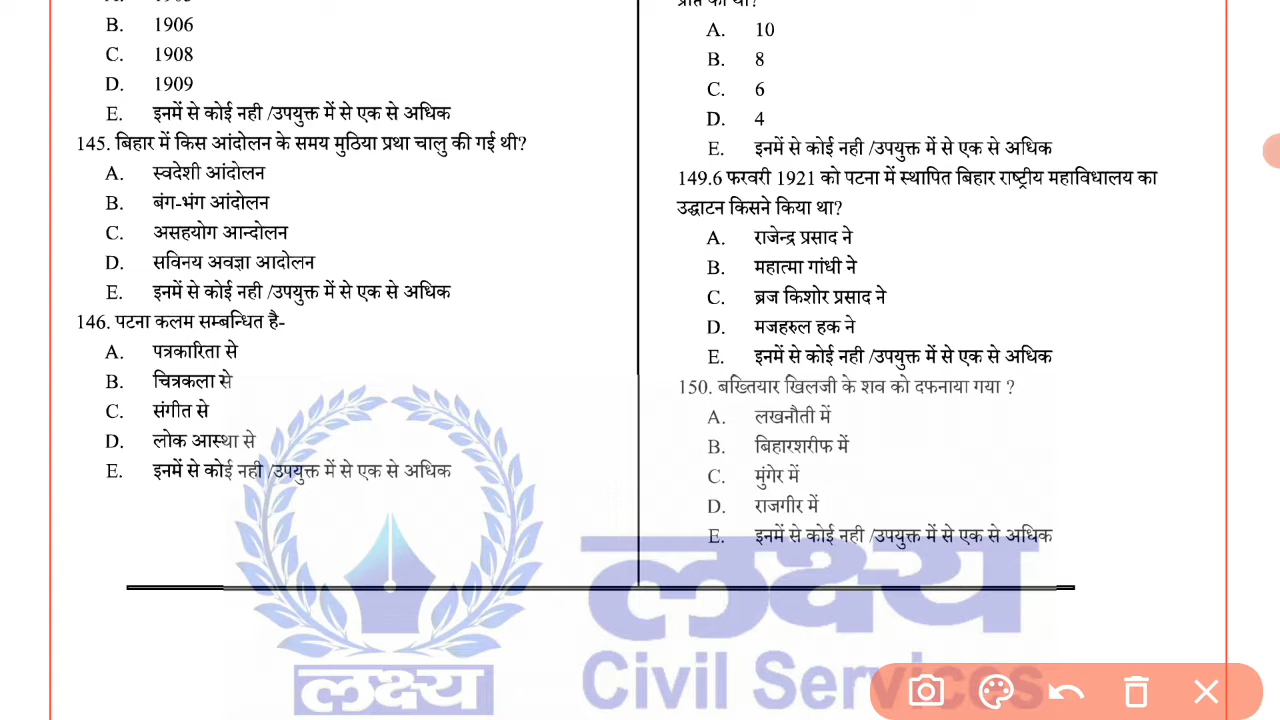 B. 1906
C. 1908
D. 1909
E. इनमें से कोई नही /उपयुक्त में से एक से अधिक
145. बिहार में किस आंदोलन के समय मुठिया प्रथा चालु की गई थी?
A. स्वदेशी आंदोलन
B. बंग-भंग आंदोलन
C. असहयोग आन्दोलन
D. सविनय अवज्ञा आदोलन
E. इनमें से कोई नही /उपयुक्त में से एक से अधिक
146. पटना कलम सम्बन्धित है-
A. पत्रकारिता से
B. चित्रकला से
C. संगीत से
D. लोक आस्था से
E. इनमें से कोई नही /उपयुक्त में से एक से अधिक
A. 10
B. 8
C. 6
D. 4
E. इनमें से कोई नही /उपयुक्त में से एक से अधिक
149.6 फरवरी 1921 को पटना में स्थापित बिहार राष्ट्रीय महाविधालय का
उद्घाटन किसने किया था?
A. राजेन्द्र प्रसाद ने
B. महात्मा गांधी ने
C. ब्रज किशोर प्रसाद ने
D. मजहरुल हक ने
E. इनमें से कोई नही /उपयुक्त में से एक से अधिक
150. बख्तियार खिलजी के शव को दफनाया गया ?
A. लखनौती में
B. बिहारशरीफ में
C. मुंगेर में
D. राजगीर में
E. इनमें से कोई नही /उपयुक्त में से एक से अधिक
लक्ष्य
लक्ष्य
Civil Services